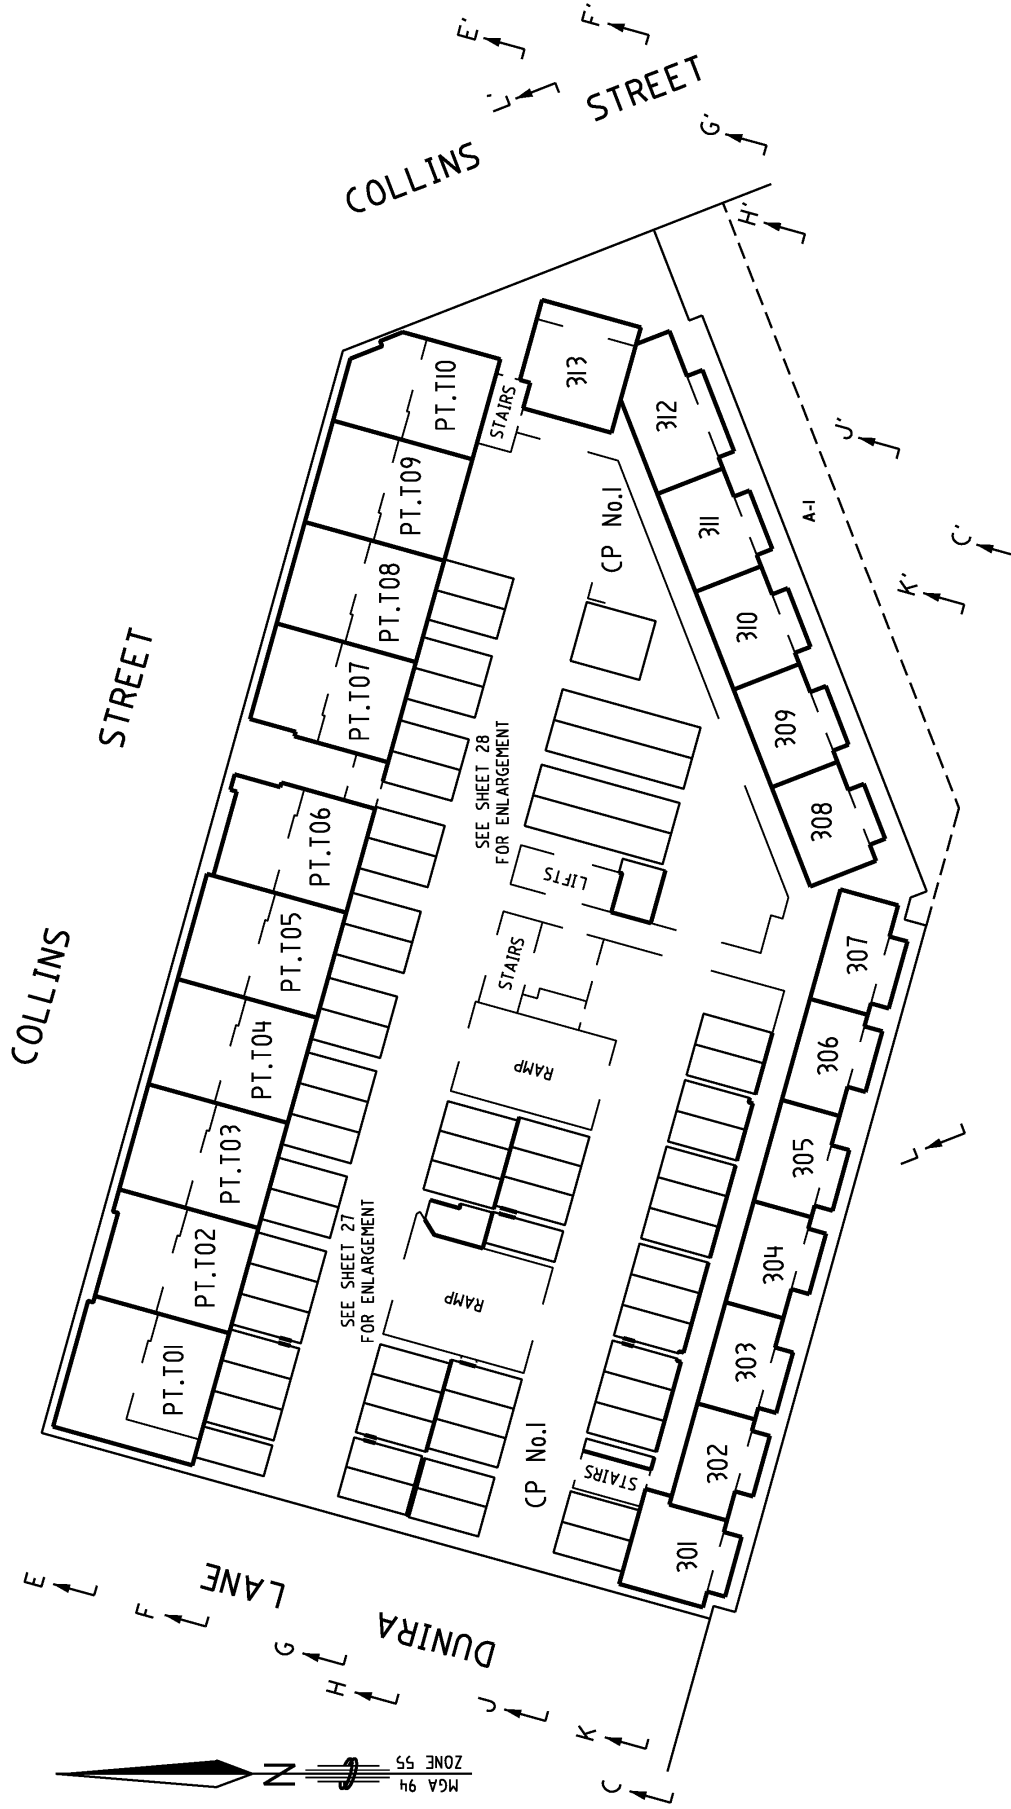 E'
F'
L'
COLLINS STREET
G'
H'
J'
C'
K'
COLLINS STREET
PT.T10
PT.T09
PT.T08
PT.T07
PT.T06
PT.T05
PT.T04
PT.T03
PT.T02
PT.T01
STAIRS
313
312
311
310
309
308
307
306
305
304
303
302
301
A-1
CP No.1
SEE SHEET 28
FOR ENLARGEMENT
LIFTS
STAIRS
RAMP
SEE SHEET 27
FOR ENLARGEMENT
RAMP
CP No.1
STAIRS
L
DUNIRA LANE
E
F
G
H
J
K
C
N
MGA 94
ZONE 55